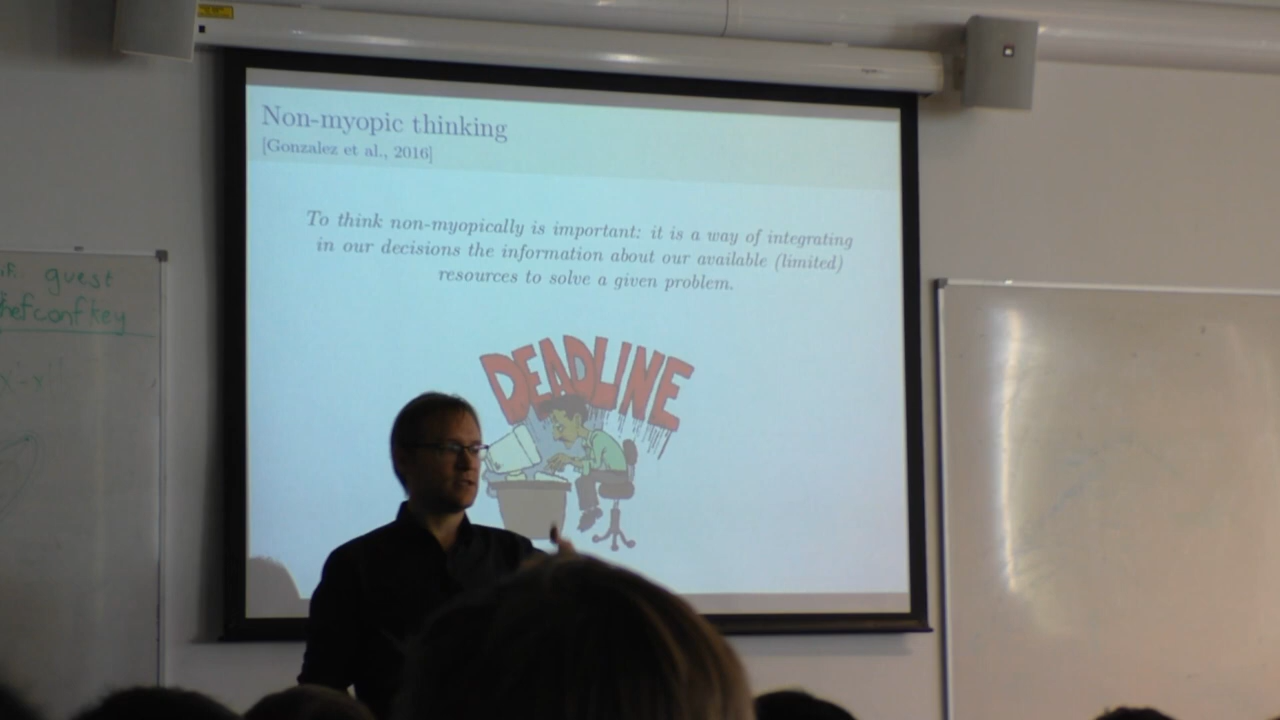 Non-myopic thinking
[Gonzalez et al., 2016]
To think non-myopically is important: it is a way of integrating
in our decisions the information about our available (limited)
resources to solve a given problem.
DEADLINE
guest